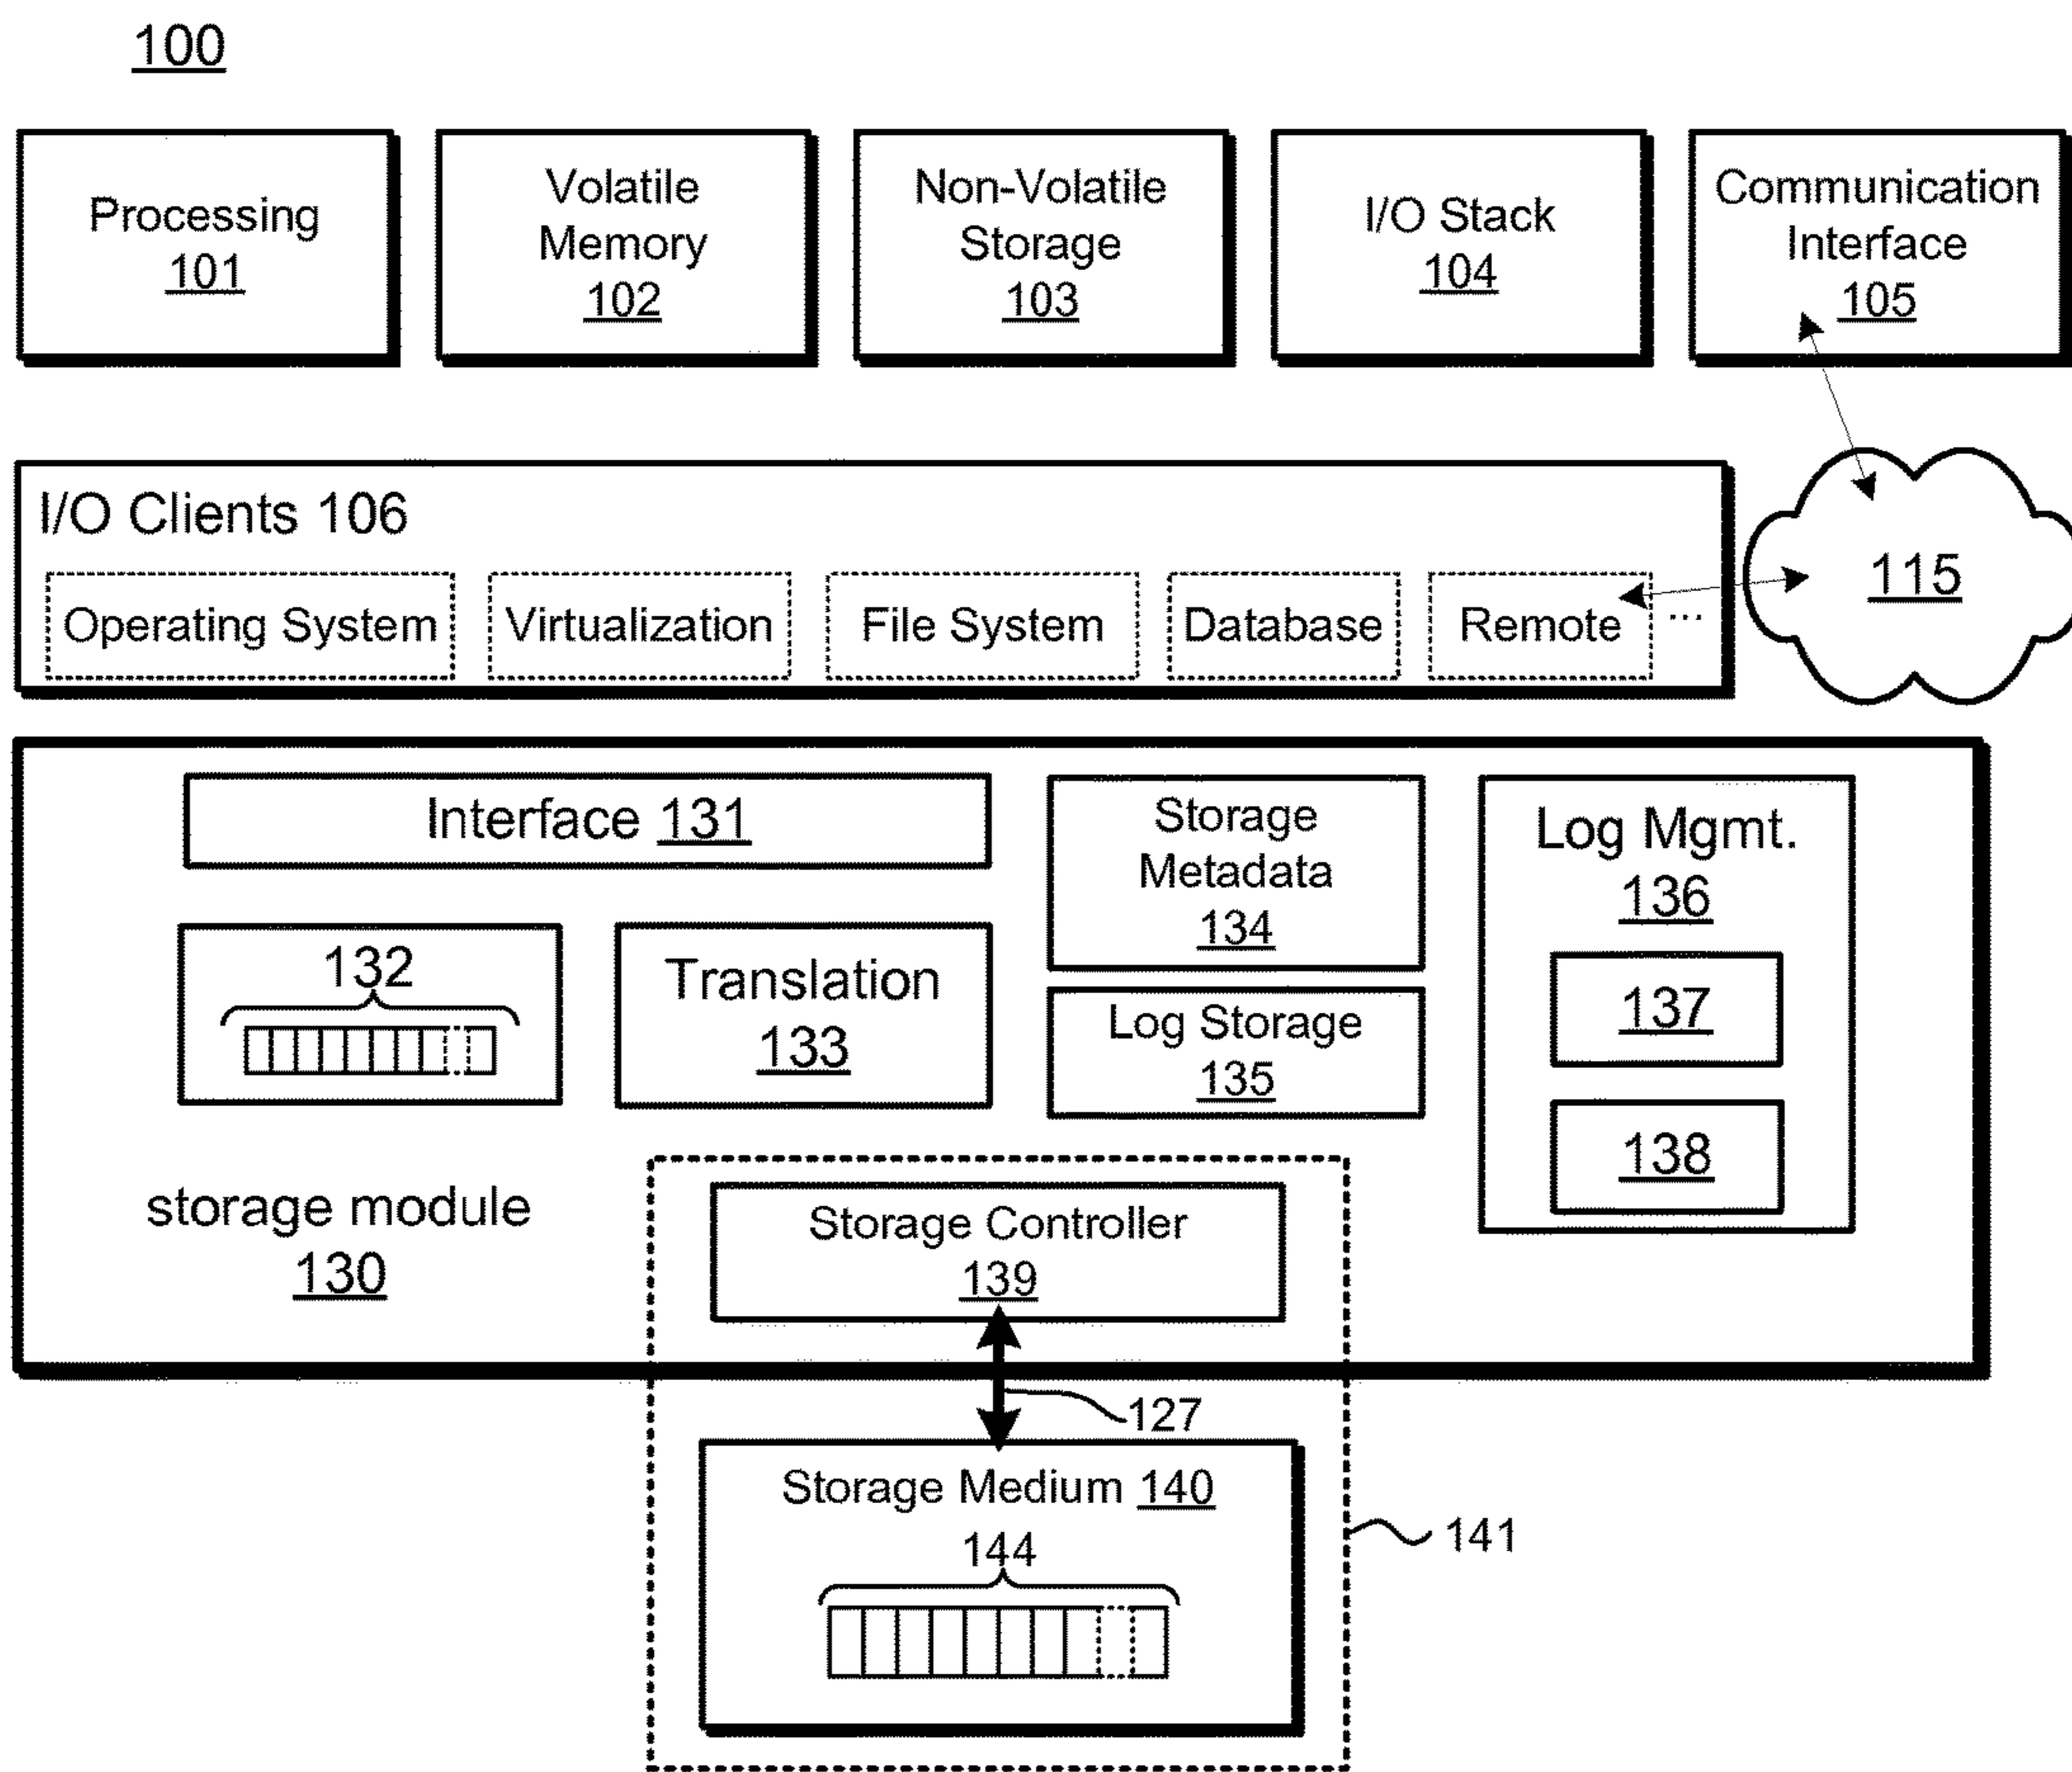 100
Processing
101
Volatile
Memory
102
Non-Volatile
Storage
103
I/O Stack
104
Communication
Interface
105
I/O Clients 106
Operating System
Virtualization
File System
Database
Remote
...
115
Interface 131
132
Translation
133
Storage
Metadata
134
Log Storage
135
Log Mgmt.
136
137
138
storage module
130
Storage Controller
139
127
Storage Medium 140
144
141